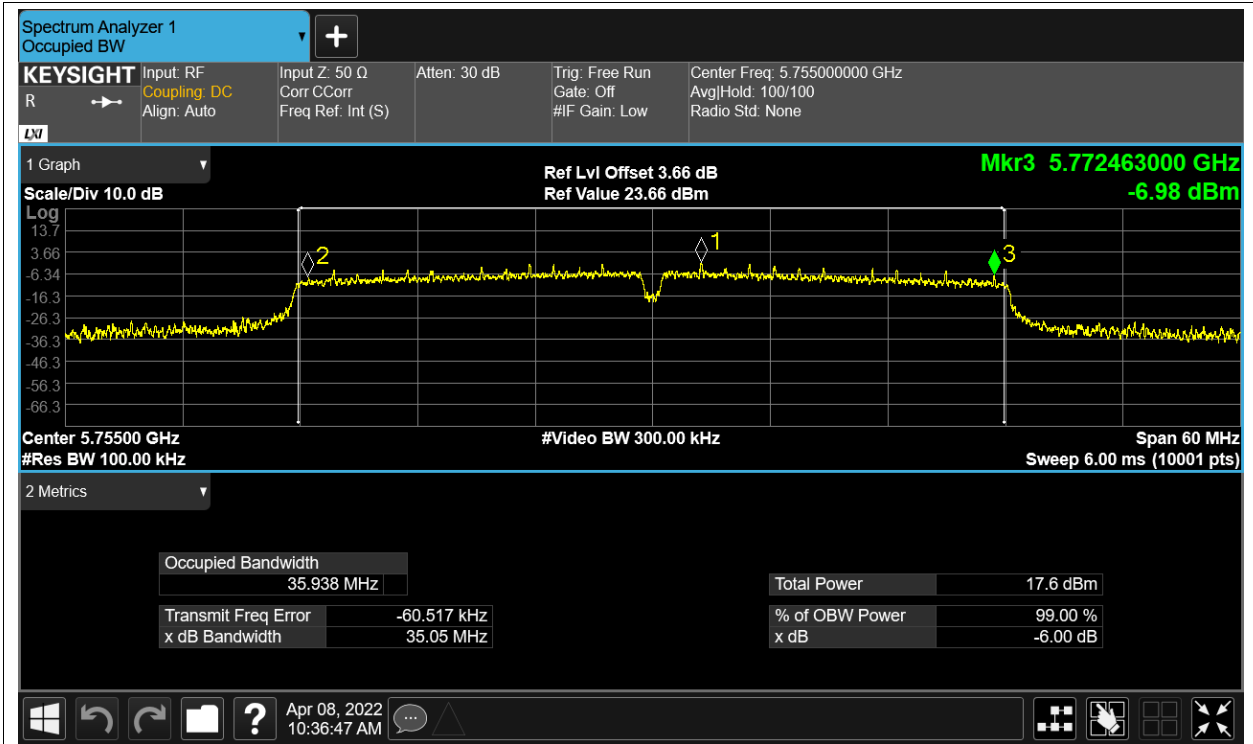 Spectrum Analyzer 1
Occupied BW
KEYSIGHT
R
LXI
Input: RF
Coupling: DC
Align: Auto
Input Z: 50 Ω
Corr CCorr
Freq Ref: Int (S)
Atten: 30 dB
Trig: Free Run
Gate: Off
#IF Gain: Low
Center Freq: 5.755000000 GHz
Avg|Hold: 100/100
Radio Std: None
1 Graph
Scale/Div 10.0 dB
Ref Lvl Offset 3.66 dB
Ref Value 23.66 dBm
Mkr3 5.772463000 GHz
-6.98 dBm
Log
13.7
3.66
-6.34
-16.3
-26.3
-36.3
-46.3
-56.3
-66.3
2
1
3
Center 5.75500 GHz
#Res BW 100.00 kHz
#Video BW 300.00 kHz
Span 60 MHz
Sweep 6.00 ms (10001 pts)
2 Metrics
Occupied Bandwidth
35.938 MHz
Transmit Freq Error -60.517 kHz
x dB Bandwidth 35.05 MHz
Total Power 17.6 dBm
% of OBW Power 99.00 %
x dB -6.00 dB
?
Apr 08, 2022
10:36:47 AM